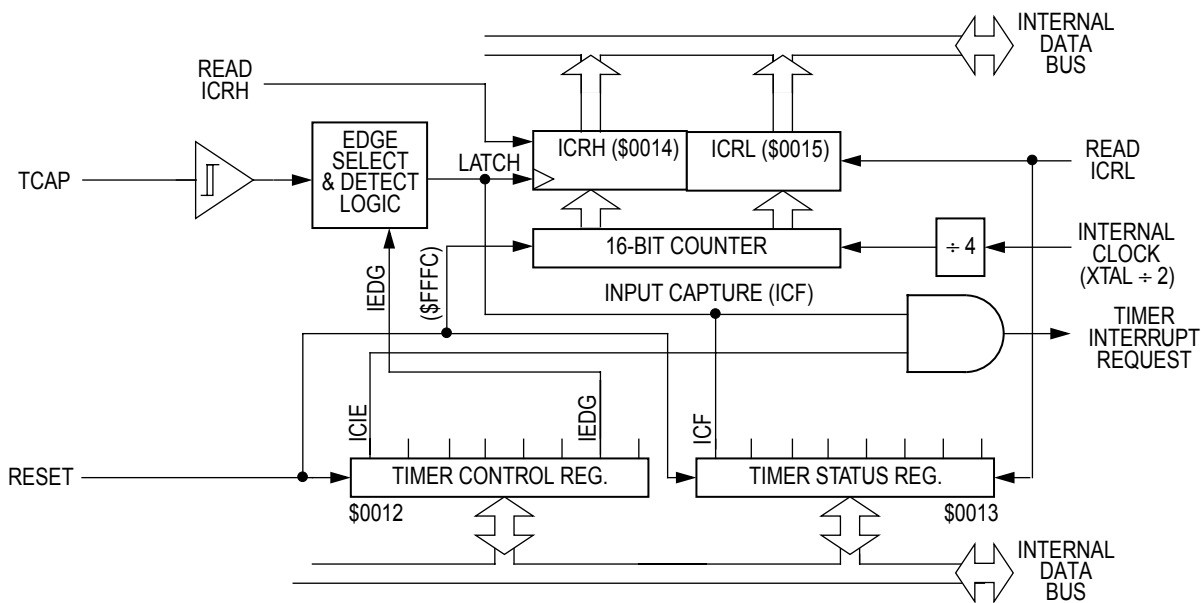 INTERNAL
DATA
BUS
READ
ICRH
EDGE
SELECT
& DETECT
LOGIC
ICRH ($0014)
ICRL ($0015)
LATCH
TCAP
READ
ICRL
16-BIT COUNTER
÷ 4
INTERNAL
CLOCK
(XTAL ÷ 2)
IEDG
($FFFC)
INPUT CAPTURE (ICF)
TIMER
INTERRUPT
REQUEST
ICIE
IEDG
ICF
RESET
TIMER CONTROL REG.
TIMER STATUS REG.
$0012
$0013
INTERNAL
DATA
BUS